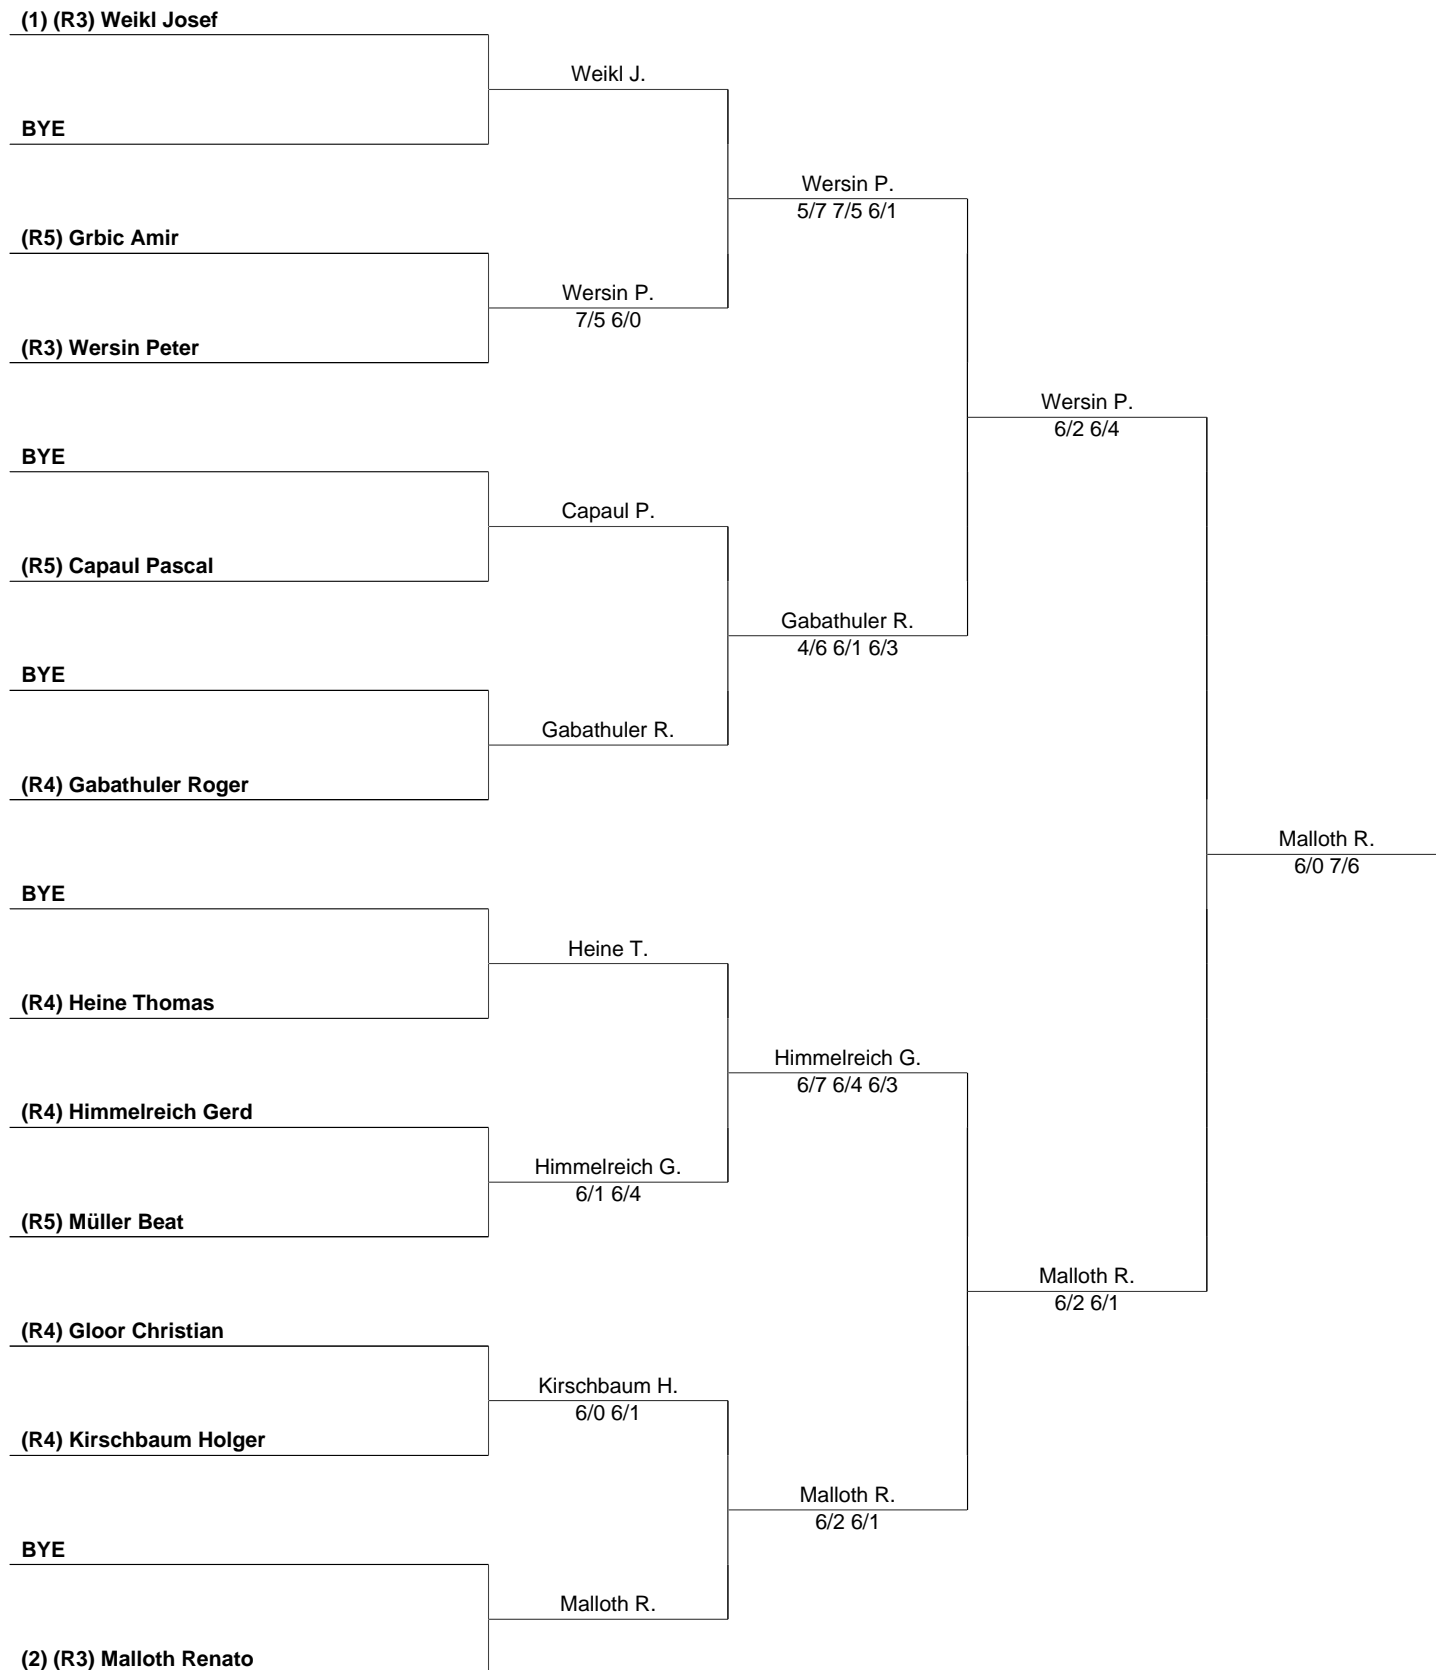 (1) (R3) Weikl Josef
Weikl J.
BYE
Wersin P.
5/7 7/5 6/1
(R5) Grbic Amir
Wersin P.
7/5 6/0
(R3) Wersin Peter
Wersin P.
6/2 6/4
BYE
Capaul P.
(R5) Capaul Pascal
Gabathuler R.
4/6 6/1 6/3
BYE
Gabathuler R.
(R4) Gabathuler Roger
Malloth R.
6/0 7/6
BYE
Heine T.
(R4) Heine Thomas
Himmelreich G.
6/7 6/4 6/3
(R4) Himmelreich Gerd
Himmelreich G.
6/1 6/4
(R5) Müller Beat
Malloth R.
6/2 6/1
(R4) Gloor Christian
Kirschbaum H.
6/0 6/1
(R4) Kirschbaum Holger
Malloth R.
6/2 6/1
BYE
Malloth R.
(2) (R3) Malloth Renato